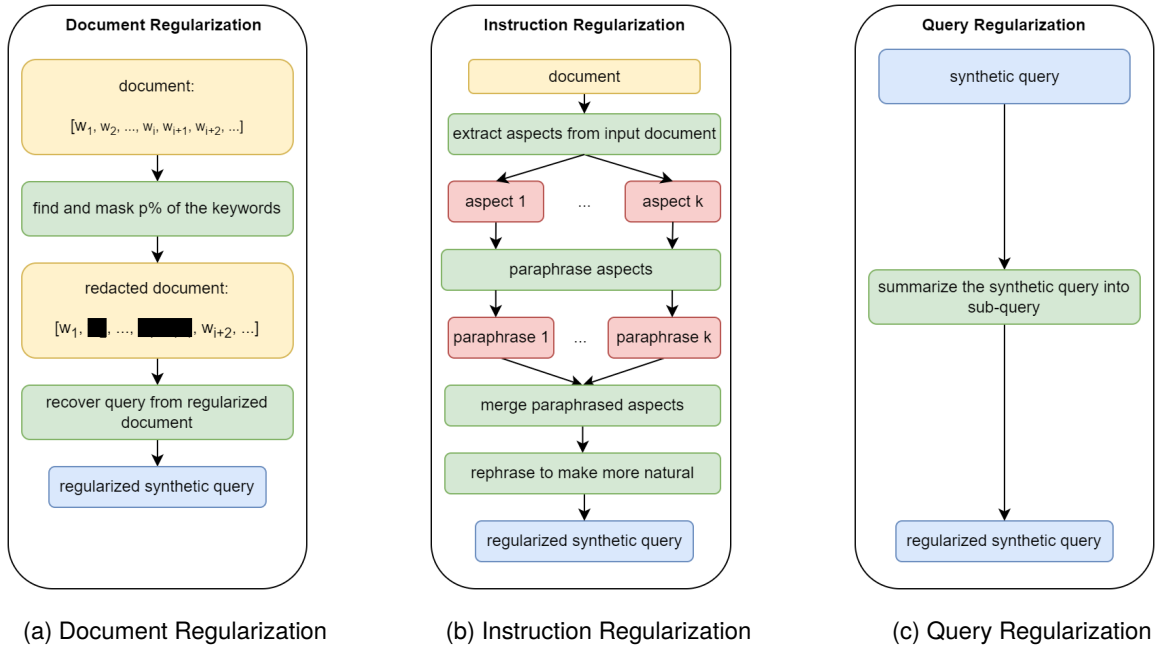 Document Regularization
document:
[w1, w2, ..., wi, wi+1, wi+2, ...]
find and mask p% of the keywords
redacted document:
[w1, , ..., , wi+2, ...]
recover query from regularized
document
regularized synthetic query
(a) Document Regularization
Instruction Regularization
document
extract aspects from input document
aspect 1
...
aspect k
paraphrase aspects
paraphrase 1
...
paraphrase k
merge paraphrased aspects
rephrase to make more natural
regularized synthetic query
(b) Instruction Regularization
Query Regularization
synthetic query
summarize the synthetic query into
sub-query
regularized synthetic query
(c) Query Regularization